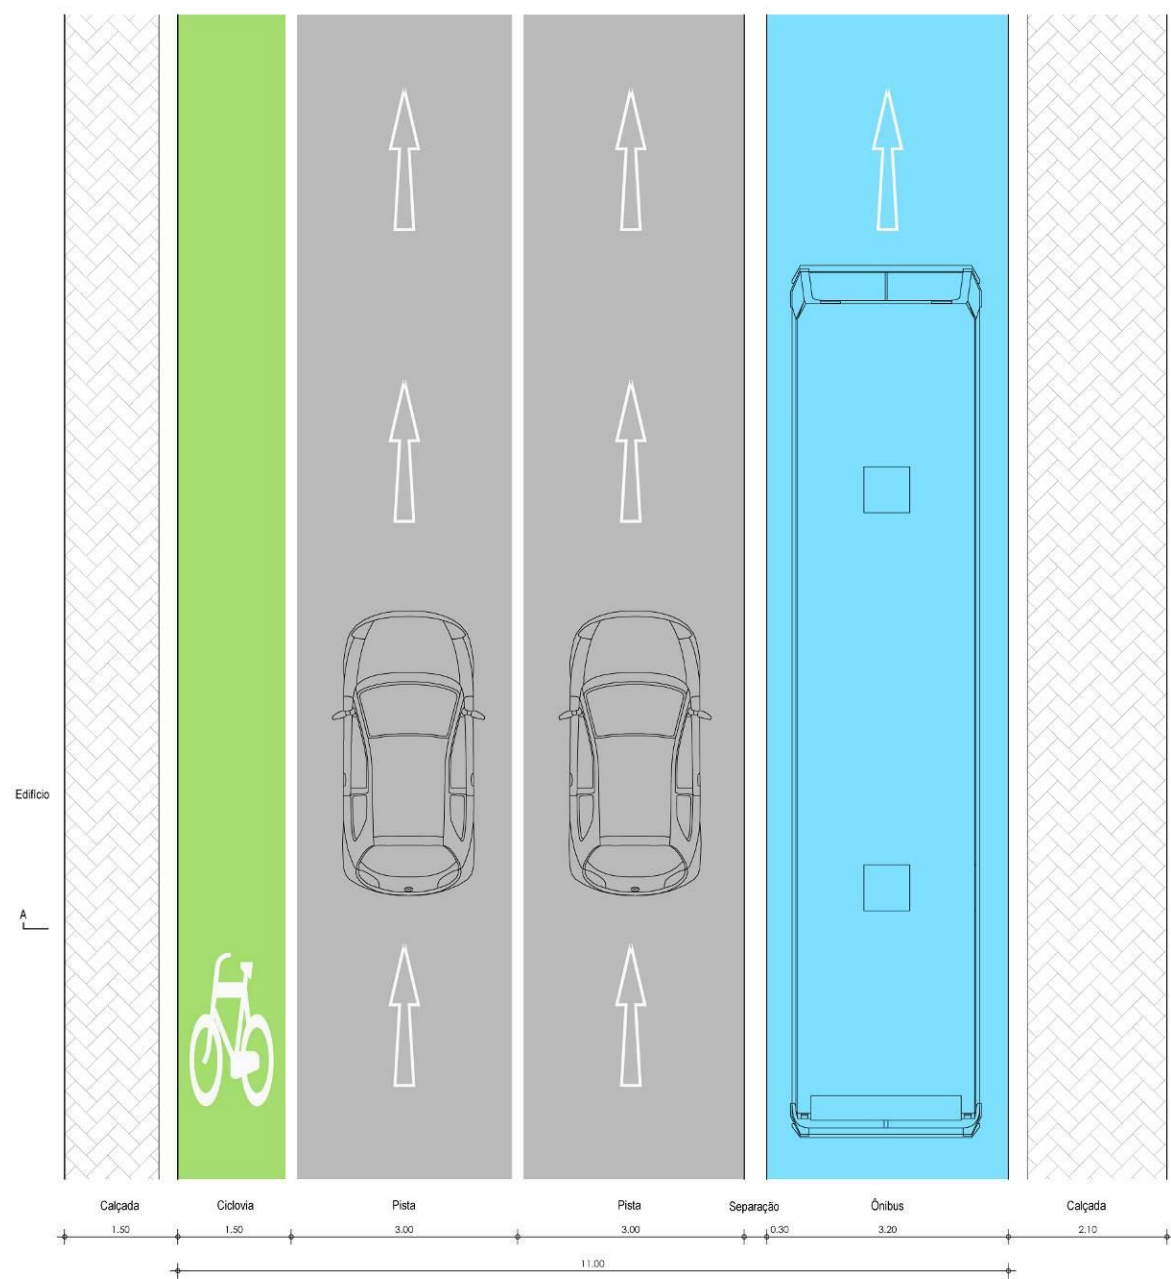 Edifício
A
Calçada Ciclovia Pista Pista Separação Ônibus Calçada
1.50 1.50 3.00 3.00 0.30 3.20 2.10
11.00